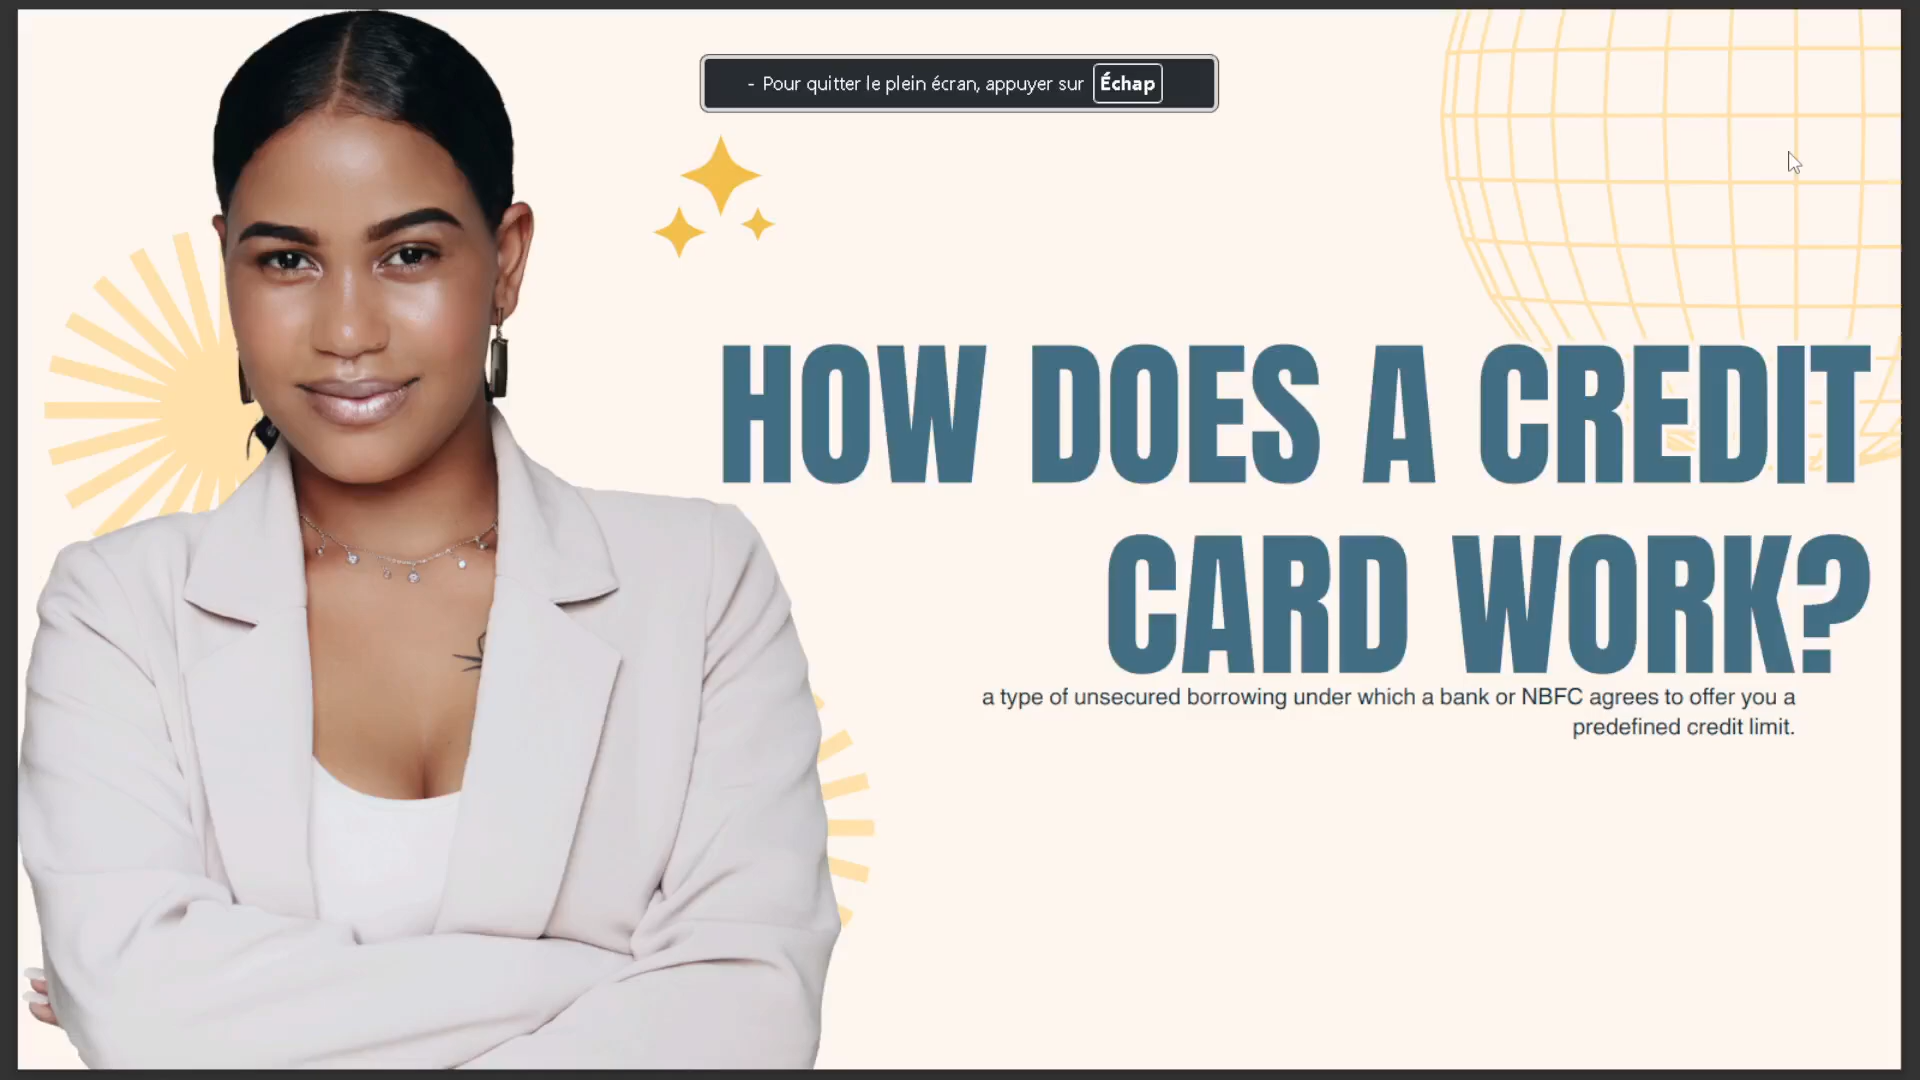 - Pour quitter le plein écran, appuyer sur Échap
HOW DOES A CREDIT
CARD WORK?
a type of unsecured borrowing under which a bank or NBFC agrees to offer you a
predefined credit limit.